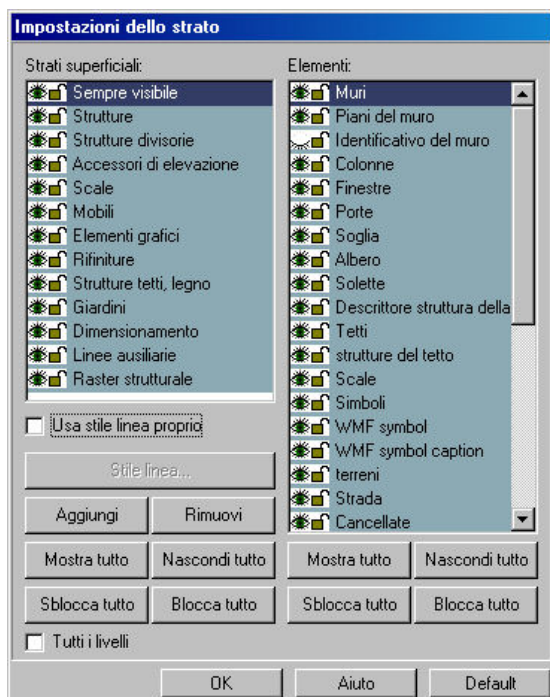 Impostazioni dello strato
Strati superficiali:
Sempre visibile
Strutture
Strutture divisorie
Accessori di elevazione
Scale
Mobili
Elementi grafici
Rifiniture
Strutture tetti, legno
Giardini
Dimensionamento
Linee ausiliarie
Raster strutturale
Usa stile linea proprio
Stile linea...
Aggiungi
Rimuovi
Mostra tutto
Nascondi tutto
Sblocca tutto
Blocca tutto
Tutti i livelli
Elementi:
Muri
Piani del muro
Identificativo del muro
Colonne
Finestre
Porte
Soglia
Albero
Solette
Descrittore struttura della
Tetti
strutture del tetto
Scale
Simboli
WMF symbol
WMF symbol caption
terreni
Strada
Cancellate
Mostra tutto
Nascondi tutto
Sblocca tutto
Blocca tutto
OK
Aiuto
Default